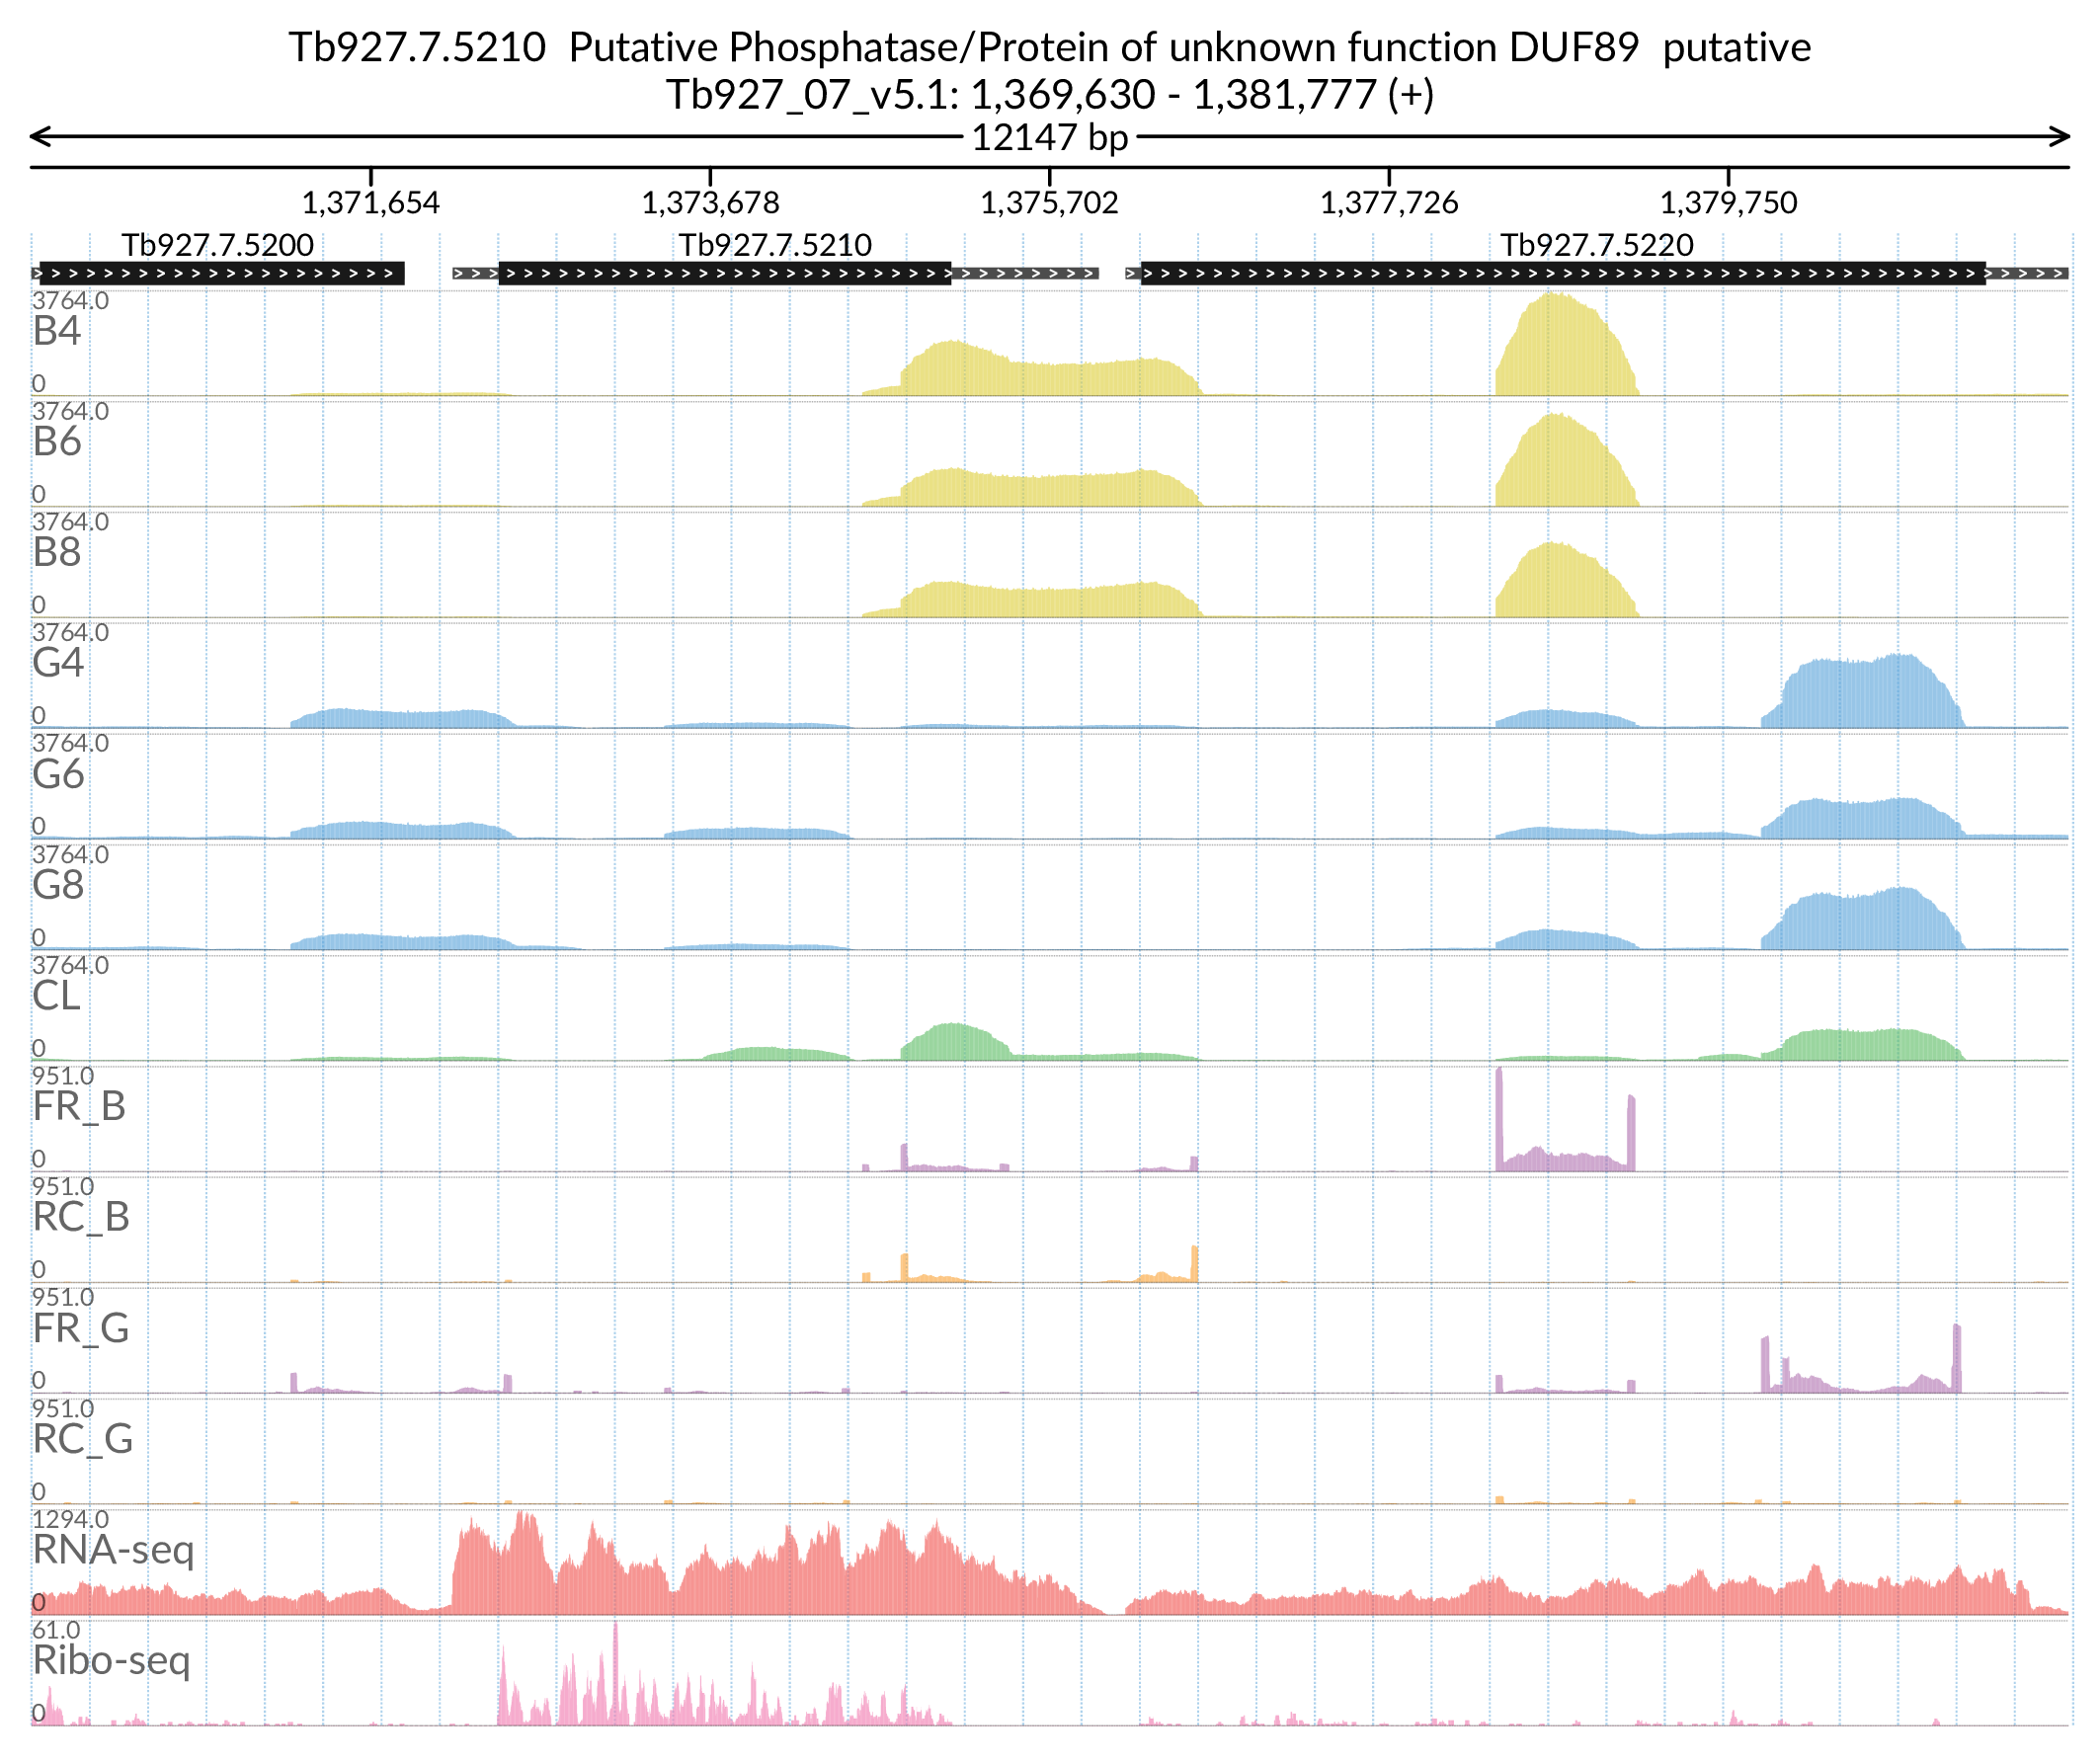 Tb927.7.5210  Putative Phosphatase/Protein of unknown function DUF89  putative
Tb927_07_v5.1: 1,369,630 - 1,381,777 (+)
12147 bp
1,371,654 1,373,678 1,375,702 1,377,726 1,379,750
Tb927.7.5200 Tb927.7.5210 Tb927.7.5220
3764.0
B4
0
3764.0
B6
0
3764.0
B8
0
3764.0
G4
0
3764.0
G6
0
3764.0
G8
0
3764.0
CL
0
951.0
FR_B
0
951.0
RC_B
0
951.0
FR_G
0
951.0
RC_G
0
1294.0
RNA-seq
0
61.0
Ribo-seq
0